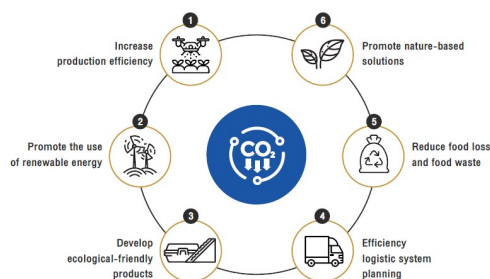 1
Increase
production efficiency
2
Promote the use
of renewable energy
3
Develop
ecological-friendly
products
CO2
6
Promote nature-based
solutions
5
Reduce food loss
and food waste
4
Efficiency
logistic system
planning